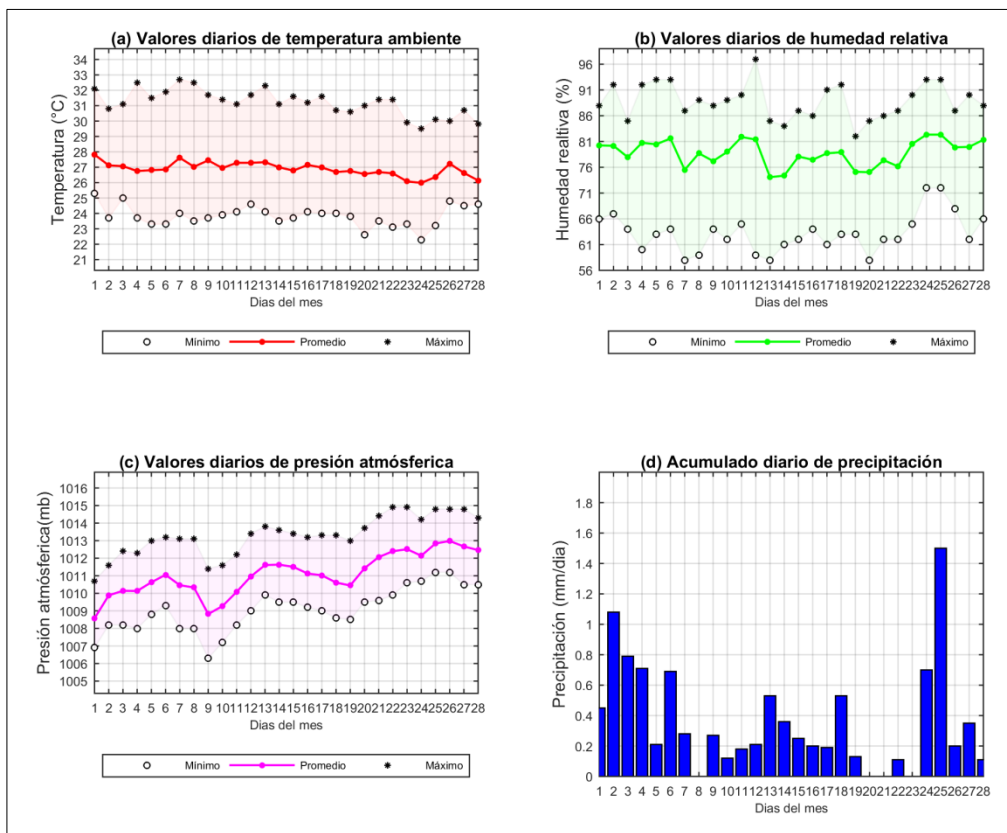 (a) Valores diarios de temperatura ambiente
Temperatura (°C)
34
33
32
31
30
29
28
27
26
25
24
23
22
21
1 2 3 4 5 6 7 8 9 10 11 12 13 14 15 16 17 18 19 20 21 22 23 24 25 26 27 28
Dias del mes
Mínimo Promedio Máximo
(b) Valores diarios de humedad relativa
Humedad realtiva (%)
96
91
86
81
76
71
66
61
56
1 2 3 4 5 6 7 8 9 10 11 12 13 14 15 16 17 18 19 20 21 22 23 24 25 26 27 28
Dias del mes
Mínimo Promedio Máximo
(c) Valores diarios de presión atmósferica
Presión atmósferica(mb)
1016
1015
1014
1013
1012
1011
1010
1009
1008
1007
1006
1005
1 2 3 4 5 6 7 8 9 10 11 12 13 14 15 16 17 18 19 20 21 22 23 24 25 26 27 28
Dias del mes
Mínimo Promedio Máximo
(d) Acumulado diario de precipitación
Precipitación (mm/dia)
1.8
1.6
1.4
1.2
1
0.8
0.6
0.4
0.2
0
1 2 3 4 5 6 7 8 9 10 11 12 13 14 15 16 17 18 19 20 21 22 23 24 25 26 27 28
Dias del mes